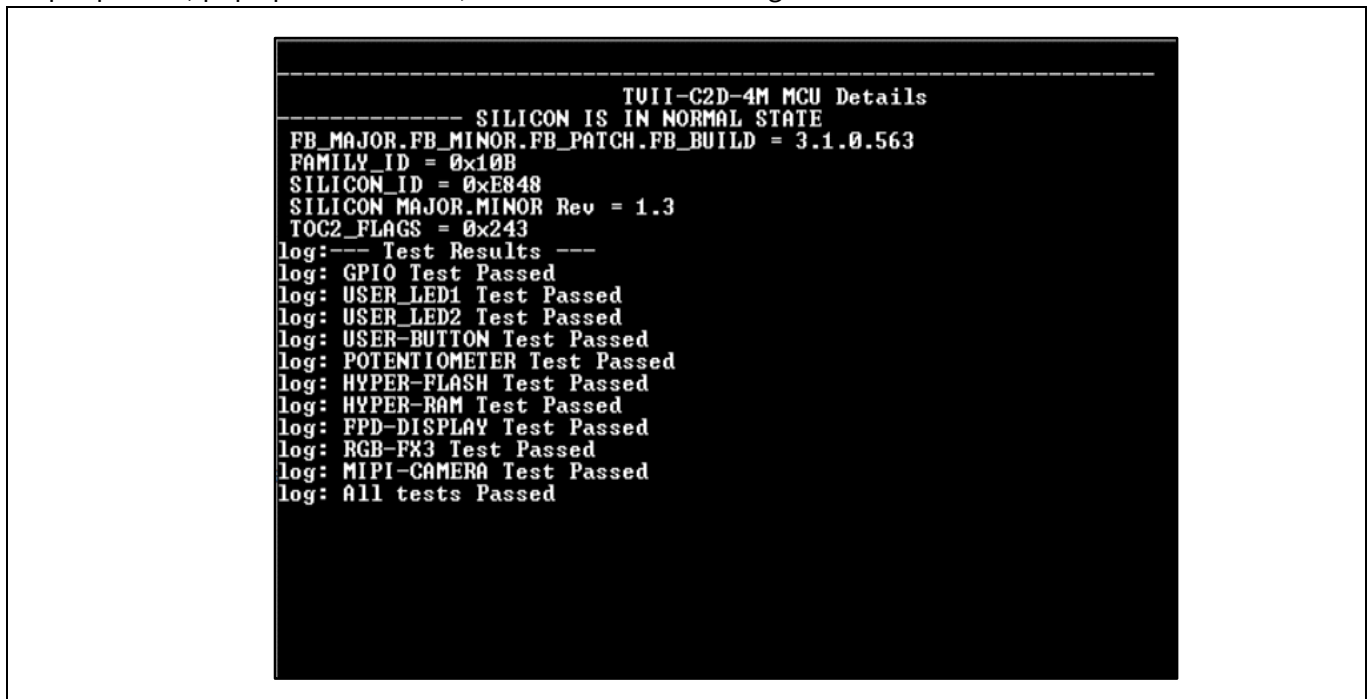 --------------------------------------------------------------------
TVII-C2D-4M MCU Details
-------------- SILICON IS IN NORMAL STATE
FB_MAJOR.FB_MINOR.FB_PATCH.FB_BUILD = 3.1.0.563
FAMILY_ID = 0x10B
SILICON_ID = 0xE848
SILICON MAJOR.MINOR Rev = 1.3
TOC2_FLAGS = 0x243
log:--- Test Results ---
log: GPIO Test Passed
log: USER_LED1 Test Passed
log: USER_LED2 Test Passed
log: USER-BUTTON Test Passed
log: POTENTIOMETER Test Passed
log: HYPER-FLASH Test Passed
log: HYPER-RAM Test Passed
log: FPD-DISPLAY Test Passed
log: RGB-FX3 Test Passed
log: MIPI-CAMERA Test Passed
log: All tests Passed